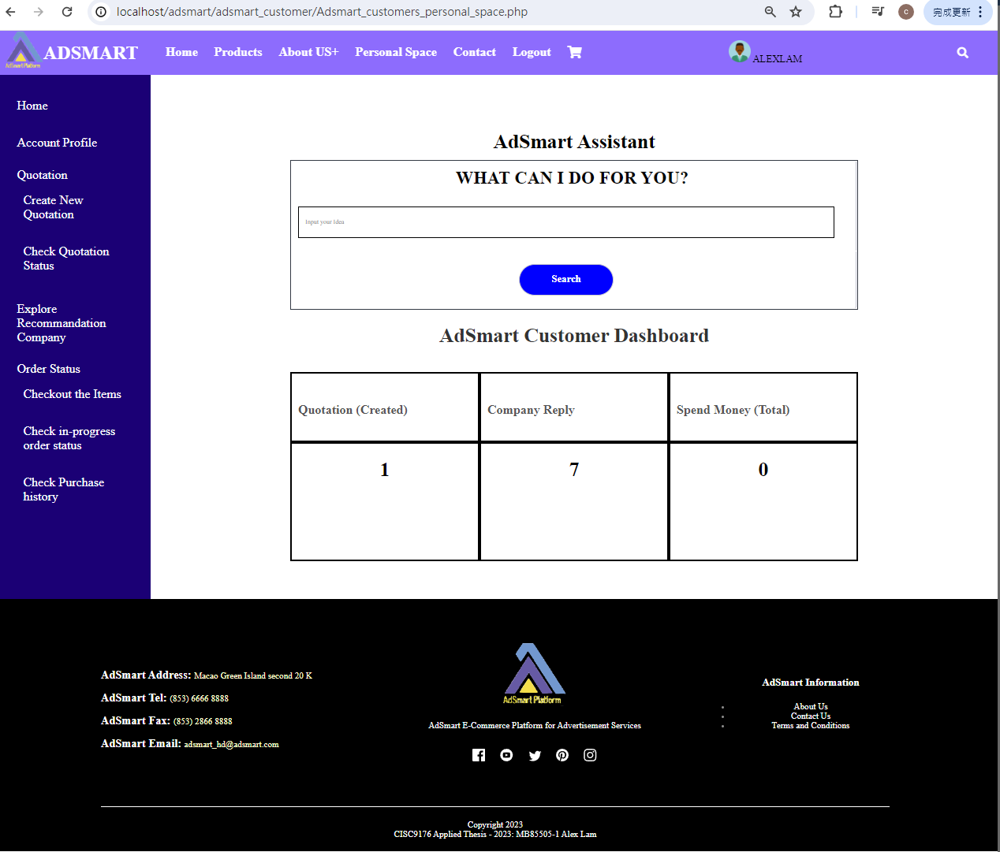 localhost/adsmart/adsmart_customer/Adsmart_customers_personal_space.php
C
完成更新
AdSmart Platform
ADSMART
Home
Products
About US+
Personal Space
Contact
Logout
ALEXLAM
Home
Account Profile
Quotation
Create New
Quotation
Check Quotation
Status
Explore
Recommandation
Company
Order Status
Checkout the Items
Check in-progress
order status
Check Purchase
history
AdSmart Assistant
WHAT CAN I DO FOR YOU?
Input your idea
Search
AdSmart Customer Dashboard
Quotation (Created)
Company Reply
Spend Money (Total)
1
7
0
AdSmart Address: Macao Green Island second 20 K
AdSmart Tel: (853) 6666 8888
AdSmart Fax: (853) 2866 8888
AdSmart Email: adsmart_hd@adsmart.com
AdSmart Platform
AdSmart E-Commerce Platform for Advertisement Services
AdSmart Information
About Us
Contact Us
Terms and Conditions
Copyright 2023
CISC9176 Applied Thesis - 2023: MB85505-1 Alex Lam